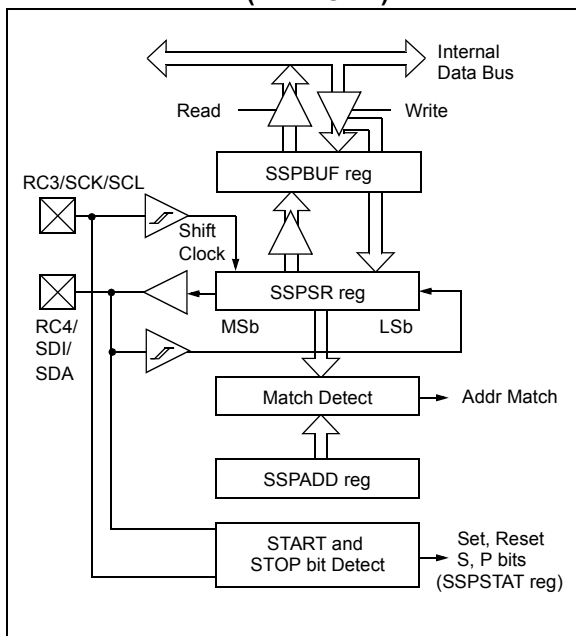 Internal
Data Bus
Read
Write
SSPBUF reg
RC3/SCK/SCL
Shift
Clock
SSPSR reg
MSb
LSb
RC4/
SDI/
SDA
Match Detect
Addr Match
SSPADD reg
START and
STOP bit Detect
Set, Reset
S, P bits
(SSPSTAT reg)